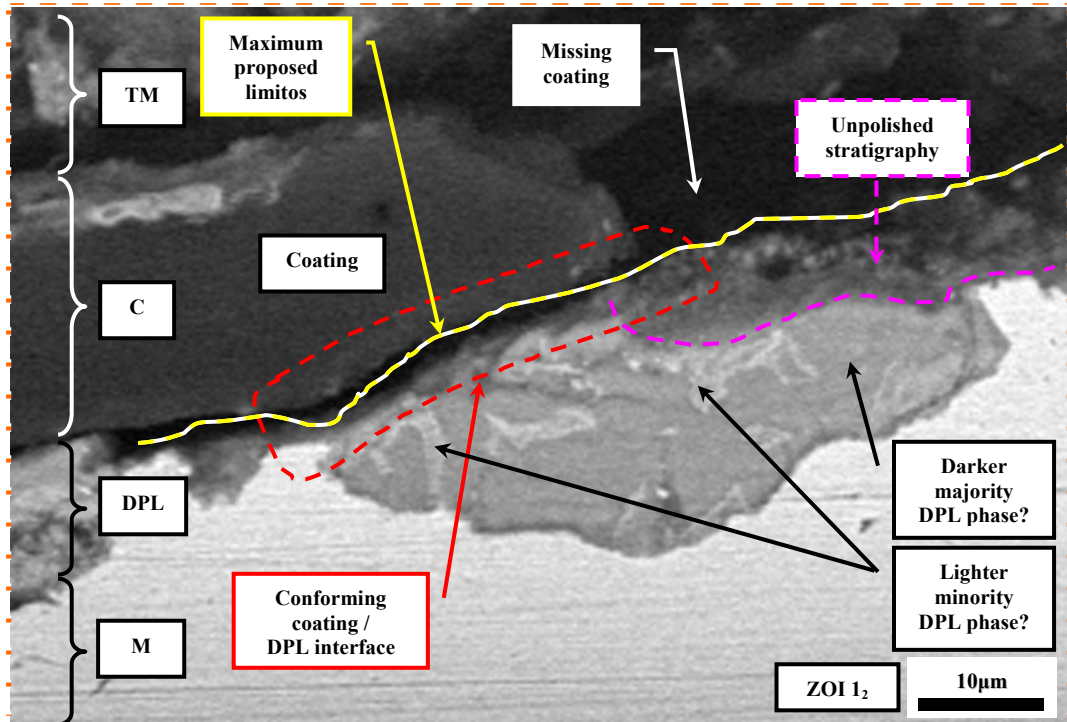 Maximum
proposed
limitos
Missing
coating
TM
Unpolished
stratigraphy
Coating
C
DPL
Darker
majority
DPL phase?
Conforming
coating /
DPL interface
Lighter
minority
DPL phase?
M
ZOI 1₂
10μm